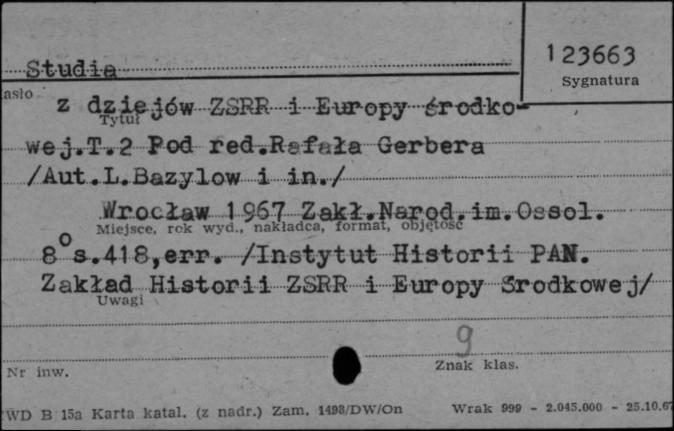 Studia
123663
Sygnatura
asło
z dziejów ZSRR i Europy środko-
Tytuł
wej.T.2 Pod red.Rafała Gerbera
/Aut.L.Bazylow i in./
Wrocław 1967 Zakł.Narod.im.Ossol.
Miejsce, rok wyd., nakładca, format, objętość
8° s.418,err. /Instytut Historii PAN.
Zakład Historii ZSRR i Europy Srodkowej/
Uwagi
9
Nr inw.
Znak klas.
WD B 15a Karta katal. (z nadr.) Zam. 1498/DW/On Wrak 999 - 2.045.000 - 25.10.67